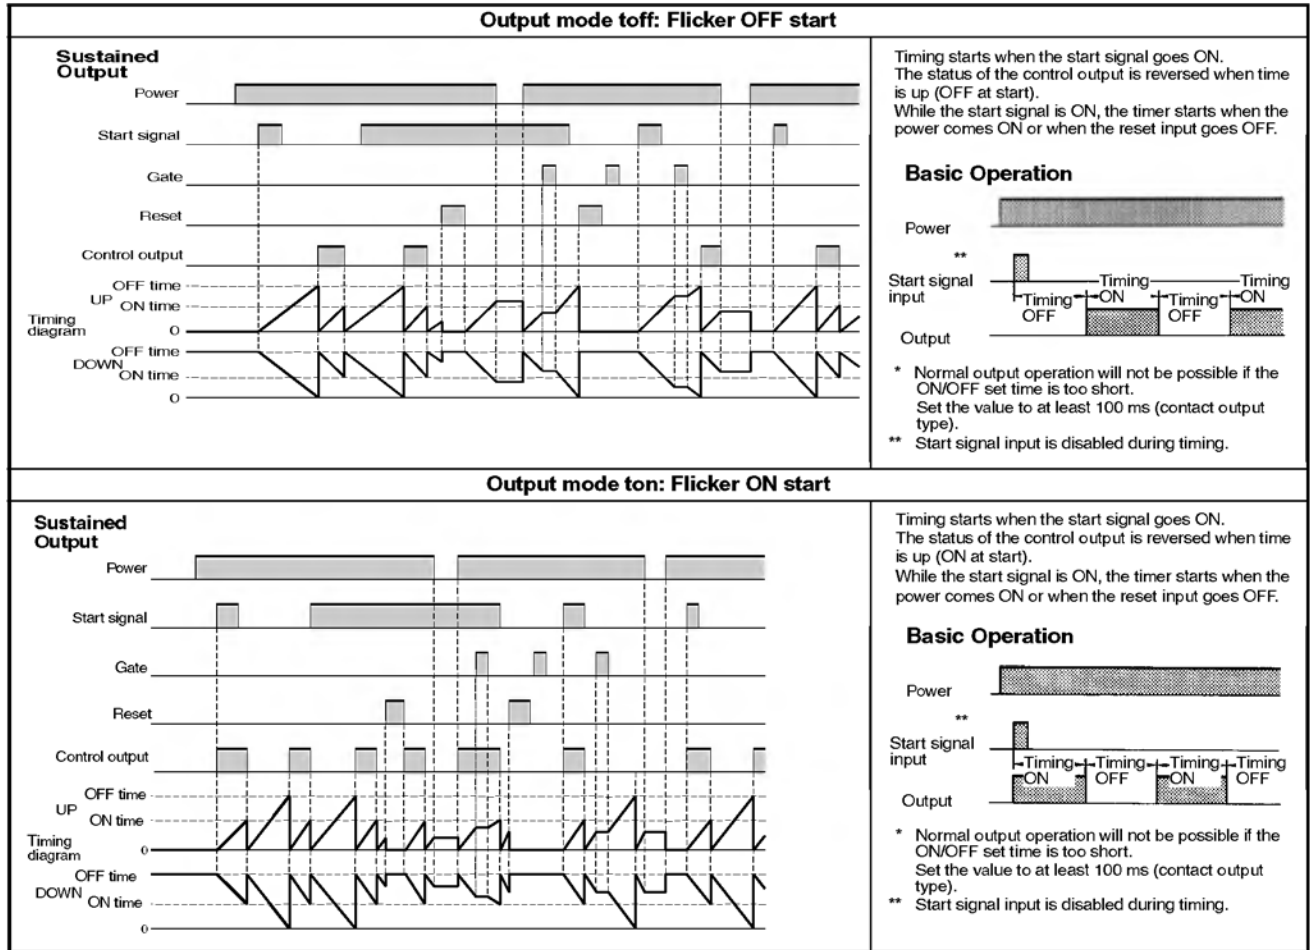 Output mode toff: Flicker OFF start
Sustained
Output
Power
Start signal
Gate
Reset
Control output
OFF time
UP
ON time
Timing
diagram
0
OFF time
DOWN
ON time
0
Timing starts when the start signal goes ON.
The status of the control output is reversed when time
is up (OFF at start).
While the start signal is ON, the timer starts when the
power comes ON or when the reset input goes OFF.
Basic Operation
Power
**
Start signal
input
Timing
ON
Timing
ON
Timing
OFF
Timing
OFF
Output
* Normal output operation will not be possible if the
ON/OFF set time is too short.
Set the value to at least 100 ms (contact output
type).
** Start signal input is disabled during timing.
Output mode ton: Flicker ON start
Sustained
Output
Power
Start signal
Gate
Reset
Control output
OFF time
UP
ON time
Timing
diagram
0
OFF time
DOWN
ON time
0
Timing starts when the start signal goes ON.
The status of the control output is reversed when time
is up (ON at start).
While the start signal is ON, the timer starts when the
power comes ON or when the reset input goes OFF.
Basic Operation
Power
**
Start signal
input
Timing
ON
Timing
OFF
Timing
ON
Timing
OFF
Output
* Normal output operation will not be possible if the
ON/OFF set time is too short.
Set the value to at least 100 ms (contact output
type).
** Start signal input is disabled during timing.